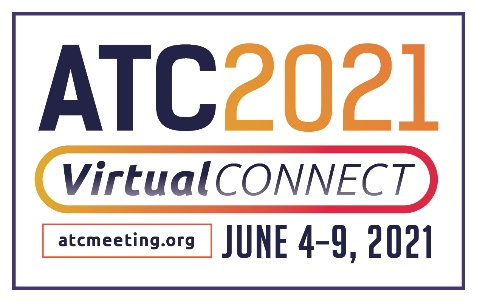 ATC2021
VirtualCONNECT
atcmeeting.org JUNE 4–9, 2021